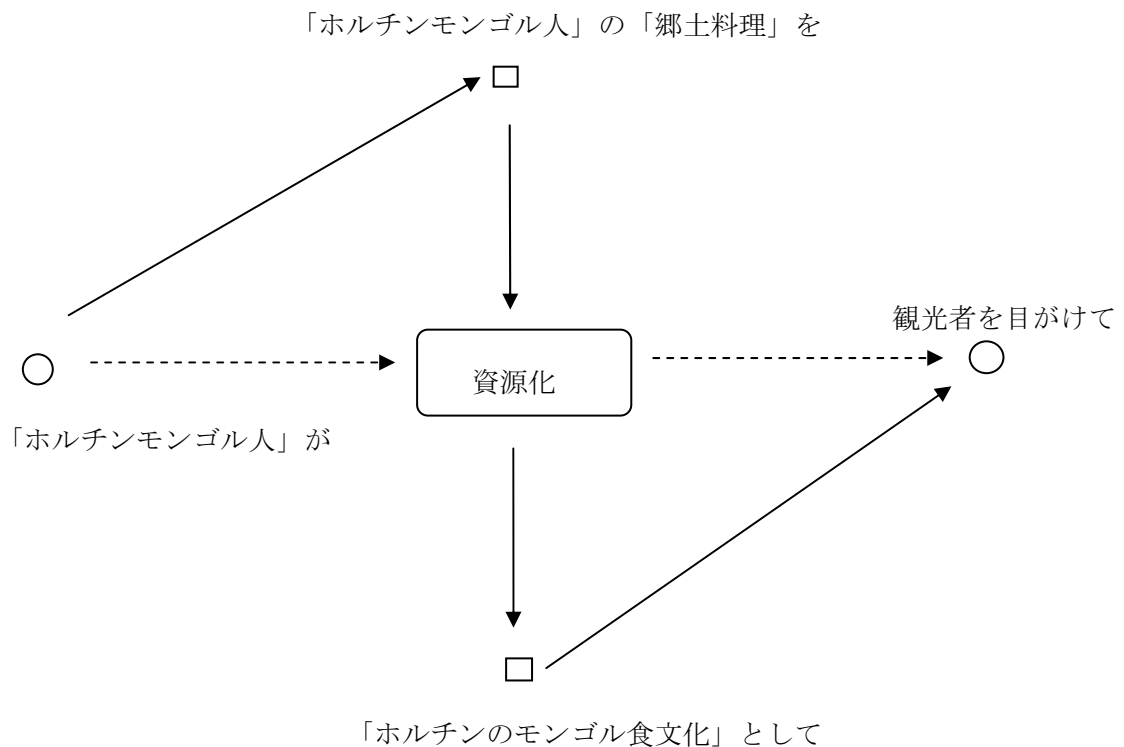 「ホルチンモンゴル人」の「郷土料理」を
観光者を目がけて
資源化
「ホルチンモンゴル人」が
「ホルチンのモンゴル食文化」として